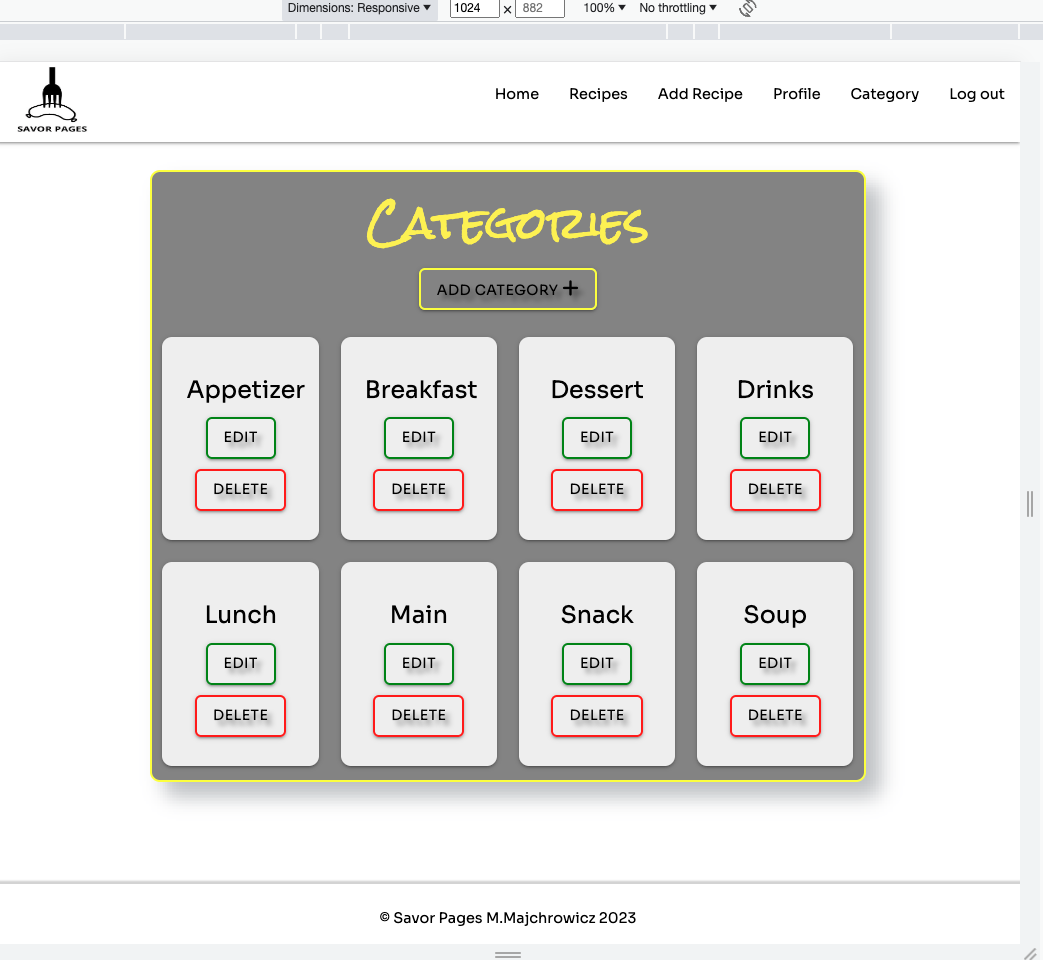 Dimensions: Responsive ▼ 1024 × 882 100% ▼ No throttling ▼
SAVOR PAGES
Home Recipes Add Recipe Profile Category Log out
Categories
ADD CATEGORY +
Appetizer Breakfast Dessert Drinks
EDIT EDIT EDIT EDIT
DELETE DELETE DELETE DELETE
Lunch Main Snack Soup
EDIT EDIT EDIT EDIT
DELETE DELETE DELETE DELETE
© Savor Pages M.Majchrowicz 2023